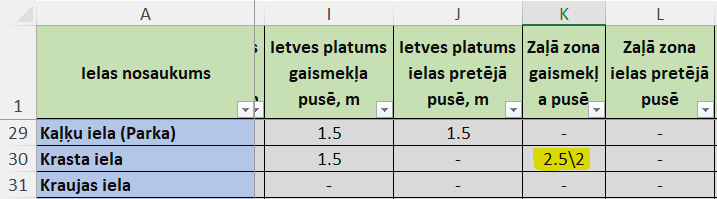 A I J K L
1 Ielas nosaukums Ietves platums gaismekļa pusē, m Ietves platums ielas pretējā pusē, m Zaļā zona gaismekļa pusē Zaļā zona ielas pretējā pusē
29 Kaļķu iela (Parka) 1.5 1.5 - -
30 Krasta iela 1.5 - 2.5\2 -
31 Kraujas iela - - - -